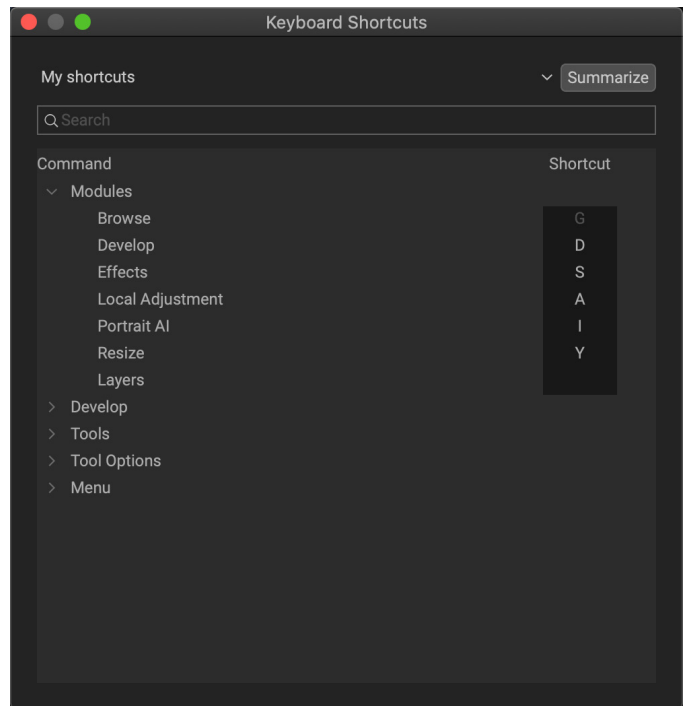 Keyboard Shortcuts
My shortcuts Summarize
Search
Command Shortcut
Modules
Browse G
Develop D
Effects S
Local Adjustment A
Portrait AI I
Resize Y
Layers
Develop
Tools
Tool Options
Menu